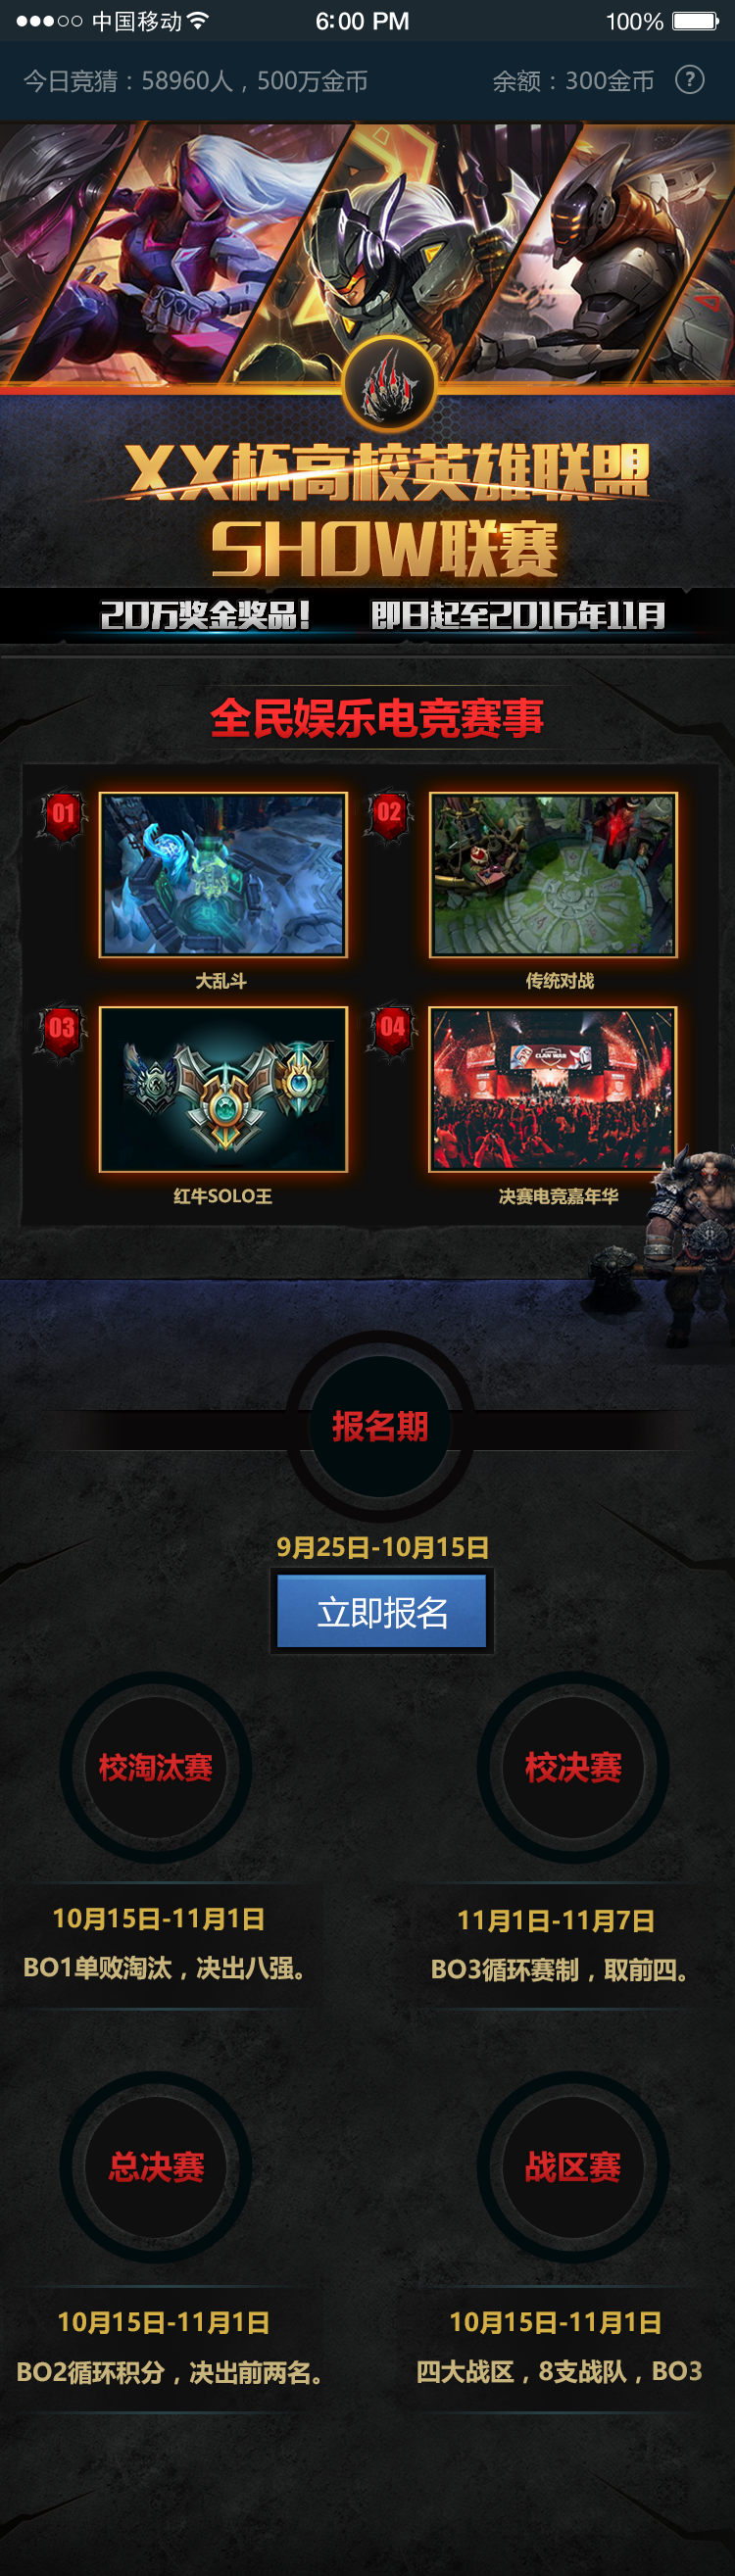 中国移动 6:00 PM 100%
今日竞猜：58960人，500万金币 余额：300金币 ?
XX杯高校英雄联盟
SHOW联赛
20万奖金奖品！ 即日起至2016年11月
全民娱乐电竞赛事
01 02
大乱斗 传统对战
03 04
CLAN WAR
红牛SOLO王 决赛电竞嘉年华
报名期
9月25日-10月15日
立即报名
校淘汰赛 校决赛
10月15日-11月1日 11月1日-11月7日
BO1单败淘汰，决出八强。 BO3循环赛制，取前四。
总决赛 战区赛
10月15日-11月1日 10月15日-11月1日
BO2循环积分，决出前两名。 四大战区，8支战队，BO3